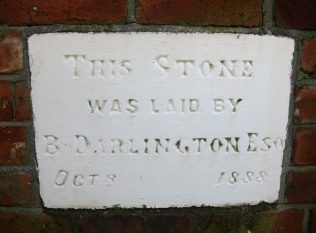 THIS STONE
WAS LAID BY
B. DARLINGTON ESQ
OCT 3 1888